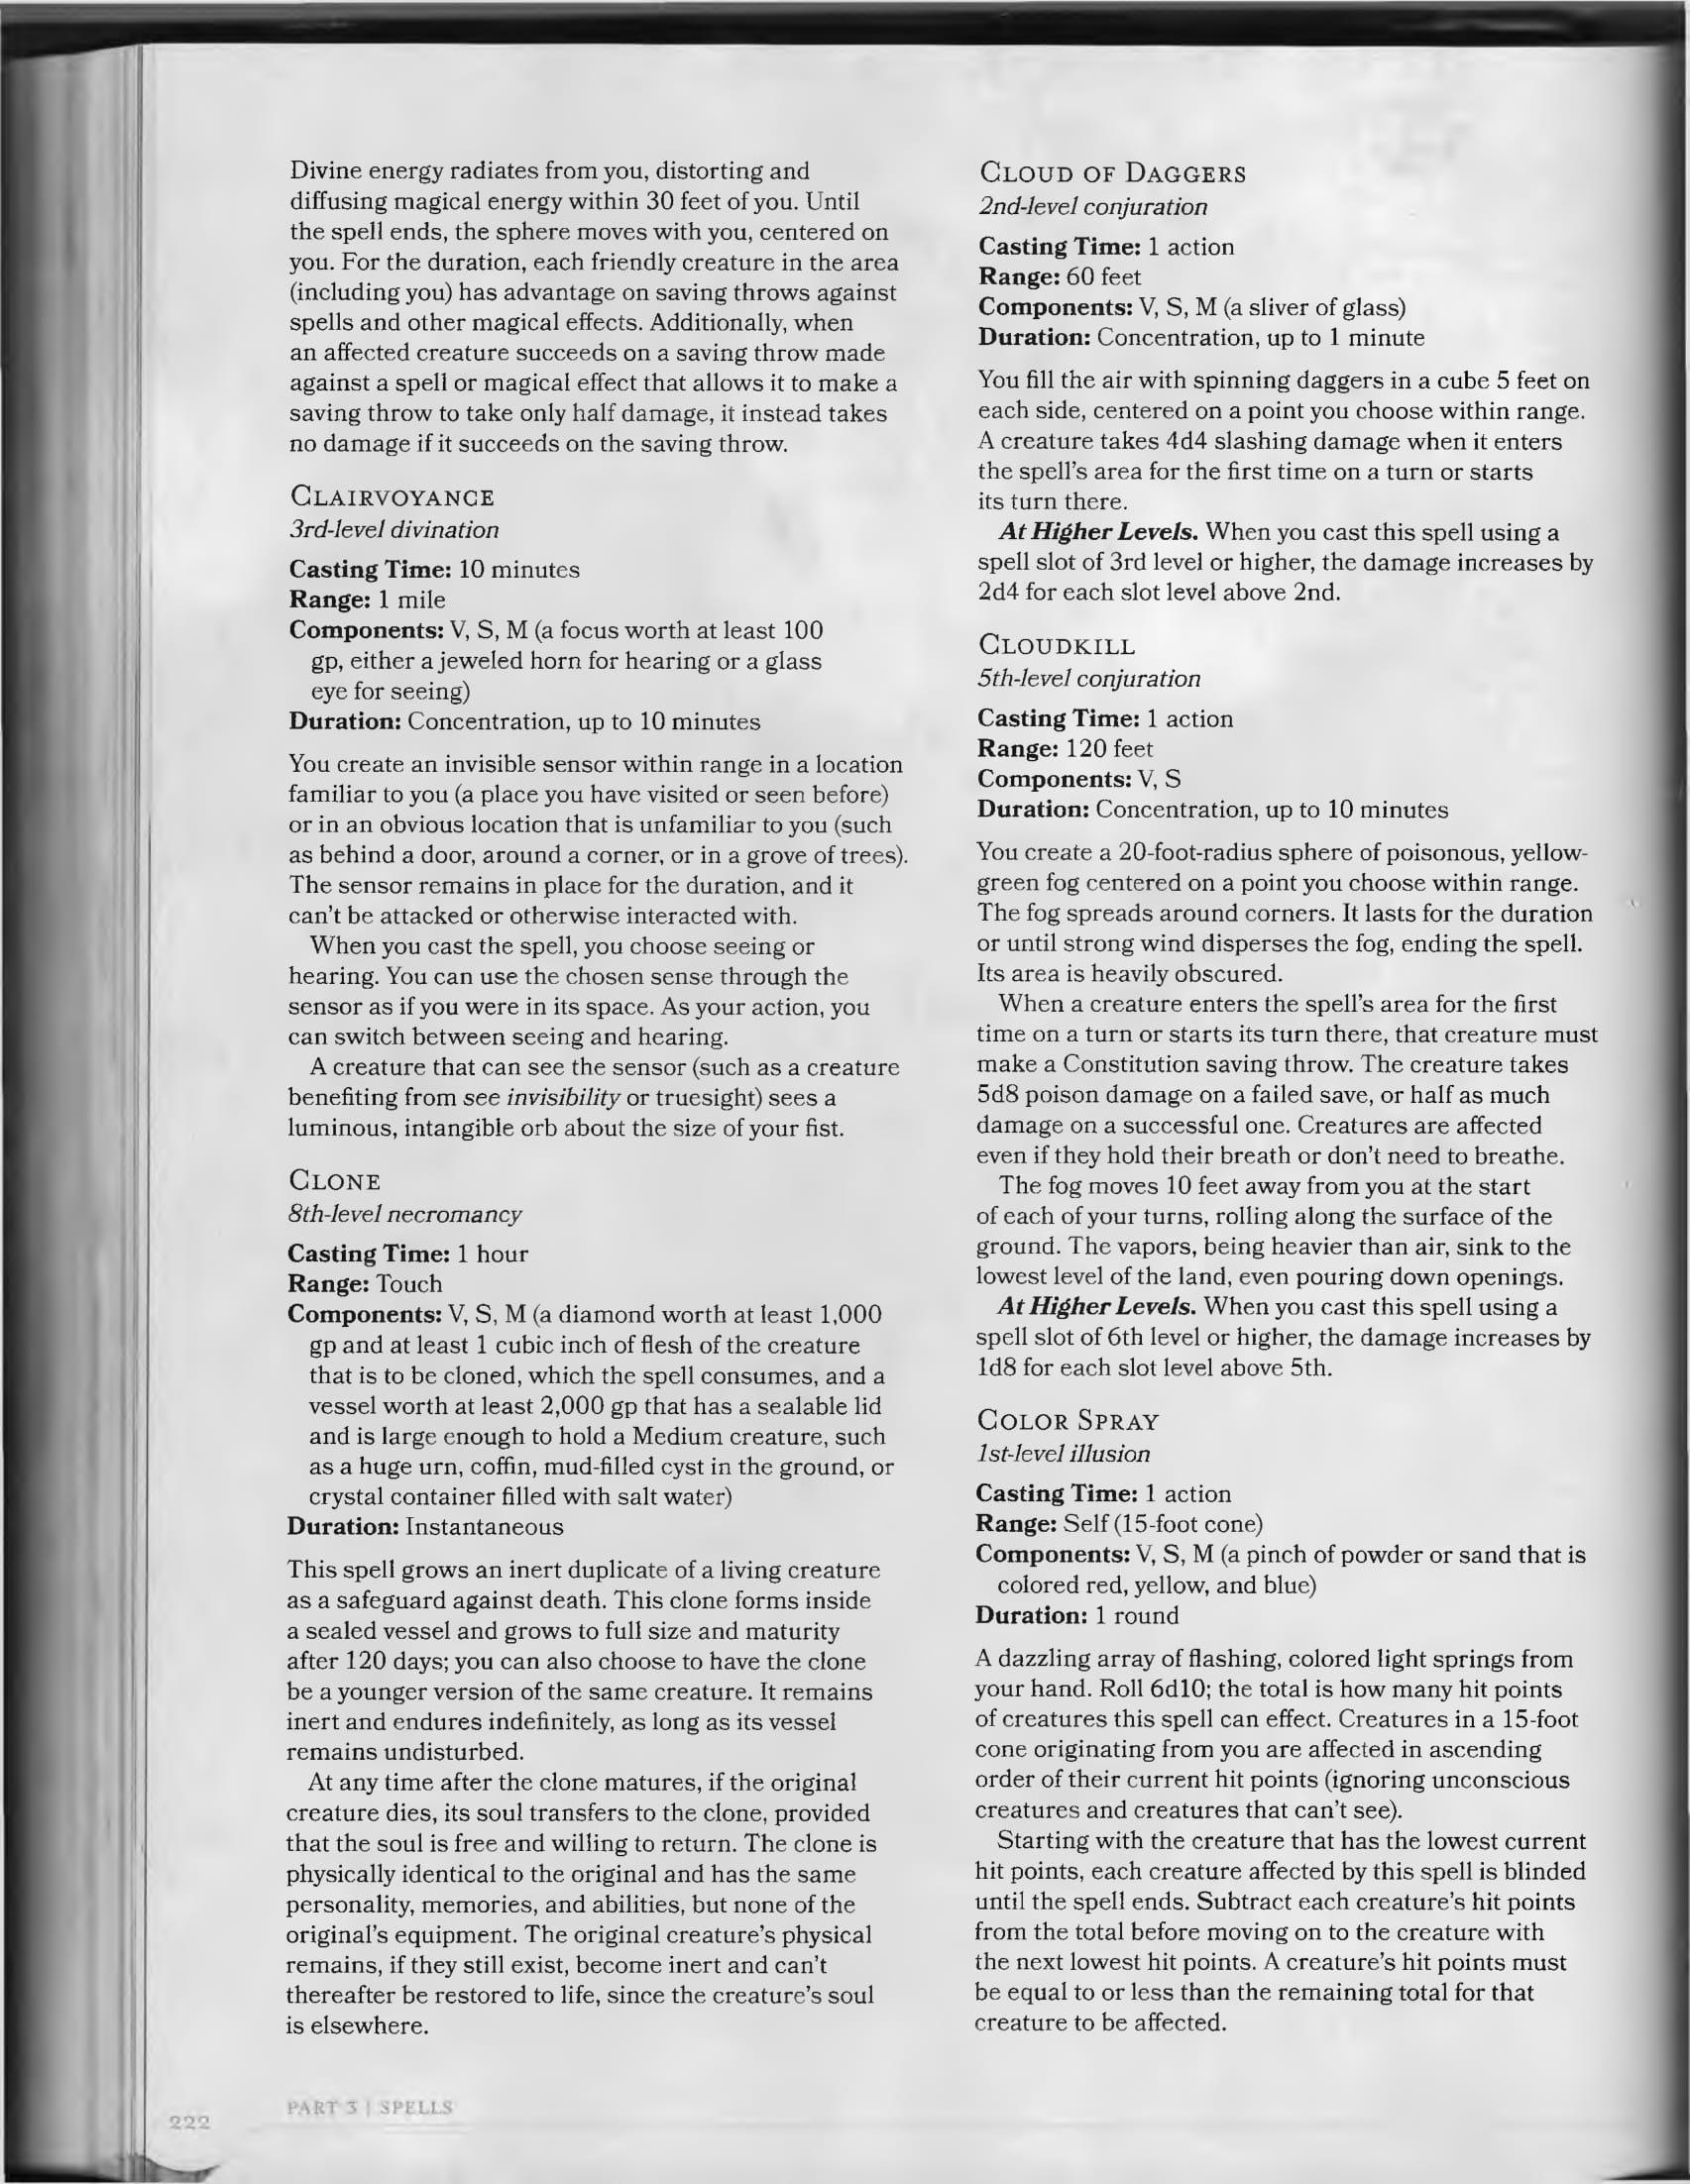 Divine energy radiates from you, distorting and
diffusing magical energy within 30 feet of you. Until
the spell ends, the sphere moves with you, centered on
you. For the duration, each friendly creature in the area
(including you) has advantage on saving throws against
spells and other magical effects. Additionally, when
an affected creature succeeds on a saving throw made
against a spell or magical effect that allows it to make a
saving throw to take only half damage, it instead takes
no damage if it succeeds on the saving throw.
CLAIRVOYANCE
3rd-level divination
Casting Time: 10 minutes
Range: 1 mile
Components: V, S, M (a focus worth at least 100
gp, either a jeweled horn for hearing or a glass
eye for seeing)
Duration: Concentration, up to 10 minutes
You create an invisible sensor within range in a location
familiar to you (a place you have visited or seen before)
or in an obvious location that is unfamiliar to you (such
as behind a door, around a corner, or in a grove of trees).
The sensor remains in place for the duration, and it
can't be attacked or otherwise interacted with.
When you cast the spell, you choose seeing or
hearing. You can use the chosen sense through the
sensor as if you were in its space. As your action, you
can switch between seeing and hearing.
A creature that can see the sensor (such as a creature
benefiting from see invisibility or truesight) sees a
luminous, intangible orb about the size of your fist.
CLONE
8th-level necromancy
Casting Time: 1 hour
Range: Touch
Components: V, S, M (a diamond worth at least 1,000
gp and at least 1 cubic inch of flesh of the creature
that is to be cloned, which the spell consumes, and a
vessel worth at least 2,000 gp that has a sealable lid
and is large enough to hold a Medium creature, such
as a huge urn, coffin, mud-filled cyst in the ground, or
crystal container filled with salt water)
Duration: Instantaneous
This spell grows an inert duplicate of a living creature
as a safeguard against death. This clone forms inside
a sealed vessel and grows to full size and maturity
after 120 days; you can also choose to have the clone
be a younger version of the same creature. It remains
inert and endures indefinitely, as long as its vessel
remains undisturbed.
At any time after the clone matures, if the original
creature dies, its soul transfers to the clone, provided
that the soul is free and willing to return. The clone is
physically identical to the original and has the same
personality, memories, and abilities, but none of the
original's equipment. The original creature's physical
remains, if they still exist, become inert and can't
thereafter be restored to life, since the creature's soul
is elsewhere.
CLOUD OF DAGGERS
2nd-level conjuration
Casting Time: 1 action
Range: 60 feet
Components: V, S, M (a sliver of glass)
Duration: Concentration, up to 1 minute
You fill the air with spinning daggers in a cube 5 feet on
each side, centered on a point you choose within range.
A creature takes 4d4 slashing damage when it enters
the spell's area for the first time on a turn or starts
its turn there.
At Higher Levels. When you cast this spell using a
spell slot of 3rd level or higher, the damage increases by
2d4 for each slot level above 2nd.
CLOUDKILL
5th-level conjuration
Casting Time: 1 action
Range: 120 feet
Components: V, S
Duration: Concentration, up to 10 minutes
You create a 20-foot-radius sphere of poisonous, yellow-
green fog centered on a point you choose within range.
The fog spreads around corners. It lasts for the duration
or until strong wind disperses the fog, ending the spell.
Its area is heavily obscured.
When a creature enters the spell's area for the first
time on a turn or starts its turn there, that creature must
make a Constitution saving throw. The creature takes
5d8 poison damage on a failed save, or half as much
damage on a successful one. Creatures are affected
even if they hold their breath or don't need to breathe.
The fog moves 10 feet away from you at the start
of each of your turns, rolling along the surface of the
ground. The vapors, being heavier than air, sink to the
lowest level of the land, even pouring down openings.
At Higher Levels. When you cast this spell using a
spell slot of 6th level or higher, the damage increases by
1d8 for each slot level above 5th.
COLOR SPRAY
1st-level illusion
Casting Time: 1 action
Range: Self (15-foot cone)
Components: V, S, M (a pinch of powder or sand that is
colored red, yellow, and blue)
Duration: 1 round
A dazzling array of flashing, colored light springs from
your hand. Roll 6d10; the total is how many hit points
of creatures this spell can effect. Creatures in a 15-foot
cone originating from you are affected in ascending
order of their current hit points (ignoring unconscious
creatures and creatures that can't see).
Starting with the creature that has the lowest current
hit points, each creature affected by this spell is blinded
until the spell ends. Subtract each creature's hit points
from the total before moving on to the creature with
the next lowest hit points. A creature's hit points must
be equal to or less than the remaining total for that
creature to be affected.
PART 3 | SPELLS
222